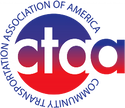 COMMUNITY TRANSPORTATION ASSOCIATION OF AMERICA
ctaa